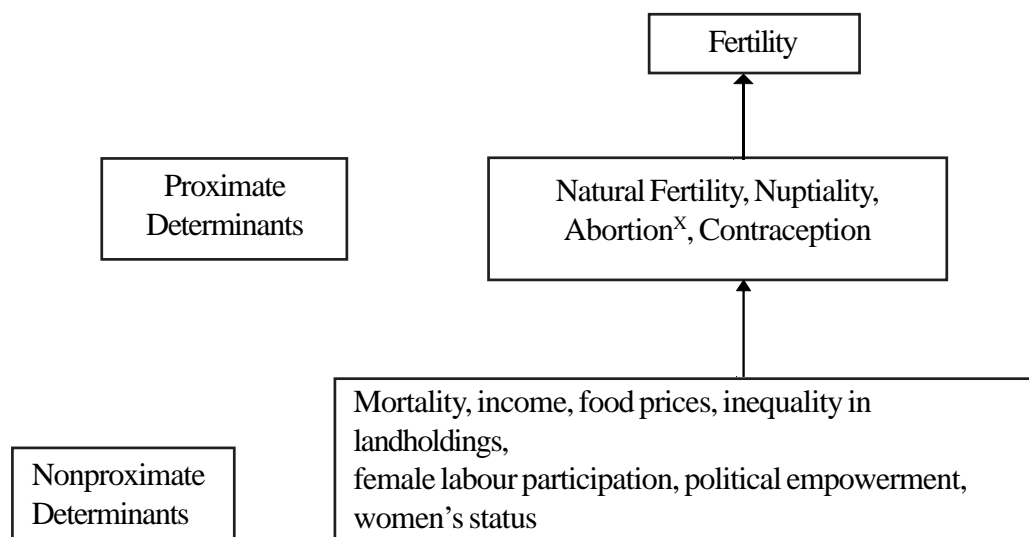 Fertility
Proximate
Determinants
Natural Fertility, Nuptiality,
Abortionˣ, Contraception
Nonproximate
Determinants
Mortality, income, food prices, inequality in
landholdings,
female labour participation, political empowerment,
women's status